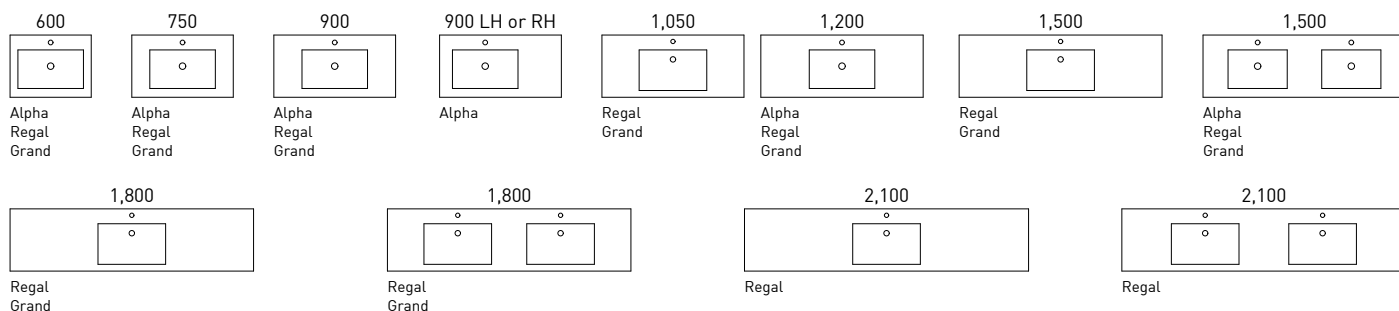 600
Alpha
Regal
Grand
750
Alpha
Regal
Grand
900
Alpha
Regal
Grand
900 LH or RH
Alpha
1,050
Regal
Grand
1,200
Alpha
Regal
Grand
1,500
Regal
Grand
1,500
Alpha
Regal
Grand
1,800
Regal
Grand
1,800
Regal
Grand
2,100
Regal
2,100
Regal